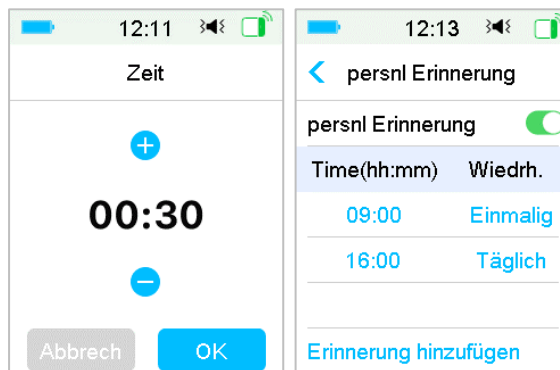 12:11
Zeit
00:30
Abbrech OK
12:13
persnl Erinnerung
persnl Erinnerung
Time(hh:mm) Wiedrh.
09:00 Einmalig
16:00 Täglich
Erinnerung hinzufügen